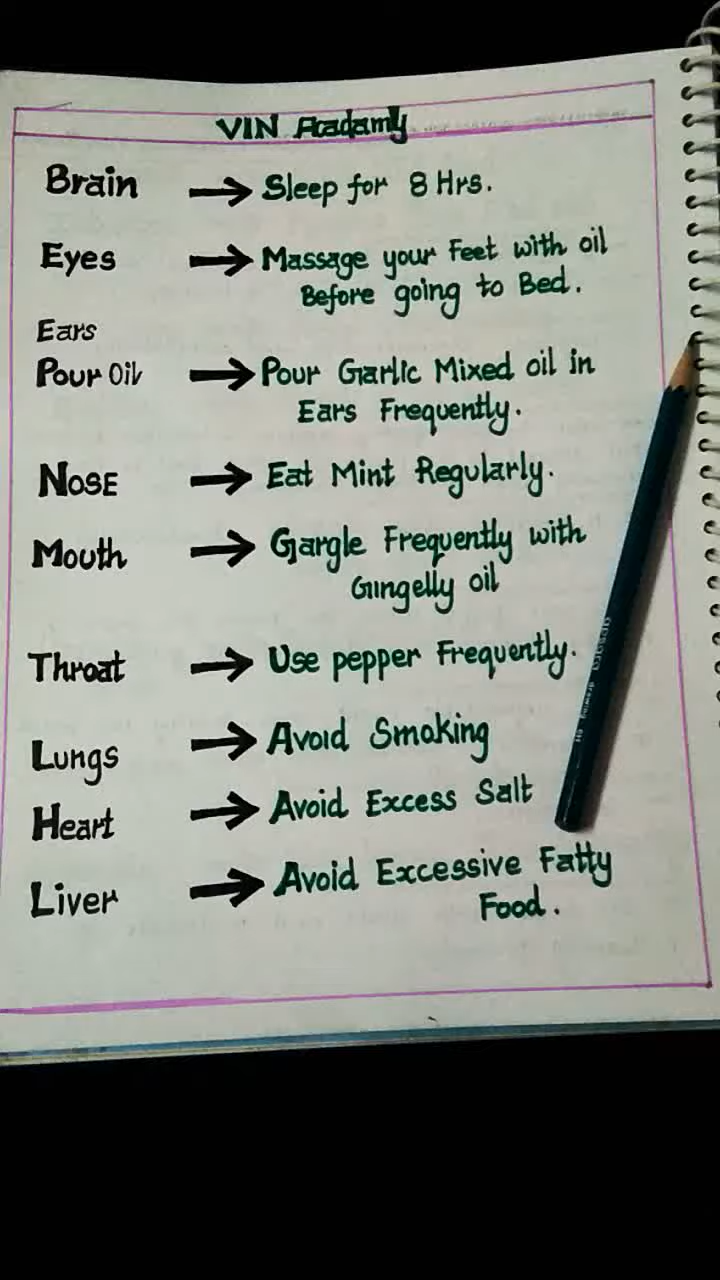 VIN Acadamy
Brain → Sleep for 8 Hrs.
Eyes → Massage your Feet with oil
Before going to Bed.
Ears
Pour Oil → Pour Garlic Mixed oil in
Ears Frequently.
NOSE → Eat Mint Regularly.
Mouth → Gargle Frequently with
Gingelly oil
Throat → Use pepper Frequently.
Lungs → Avoid Smoking
Heart → Avoid Excess Salt
Liver → Avoid Excessive Fatty
Food.